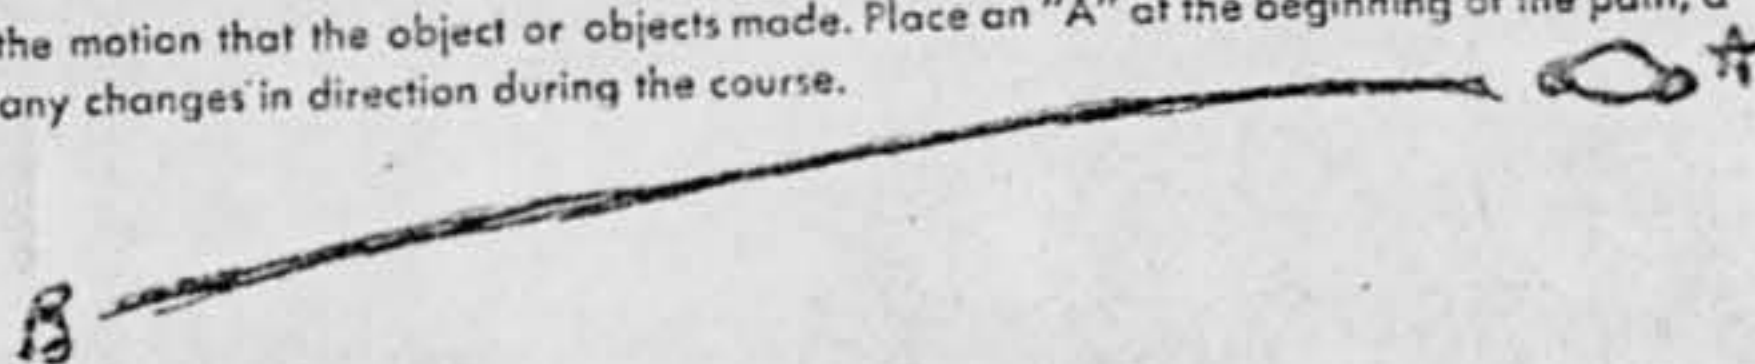 the motion that the object or objects made. Place an "A" at the beginning of the path, a
any changes in direction during the course.
A
B